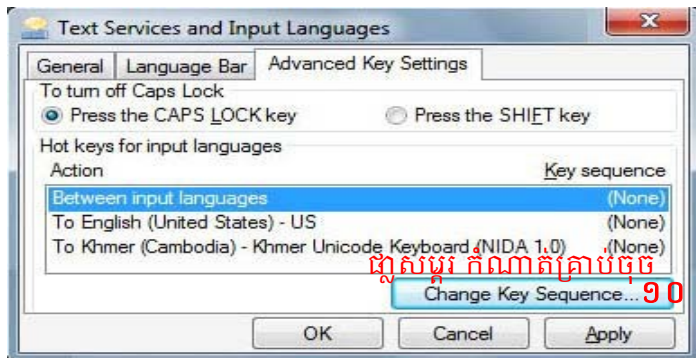 Text Services and Input Languages
General Language Bar Advanced Key Settings
To turn off Caps Lock
Press the CAPS LOCK key Press the SHIFT key
Hot keys for input languages
Action Key sequence
Between input languages (None)
To English (United States) - US (None)
To Khmer (Cambodia) - Khmer Unicode Keyboard (NIDA 1.0) (None)
ផ្លាស់ប្ដូរ កំណាត់គ្រាប់ចុច
Change Key Sequence... ១០
OK Cancel Apply